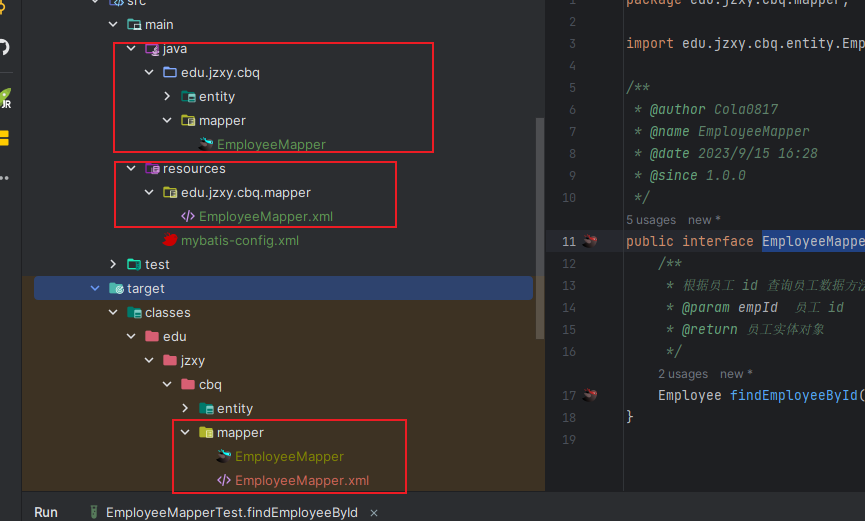 src
main
java
edu.jzxy.cbq
entity
mapper
EmployeeMapper
resources
edu.jzxy.cbq.mapper
EmployeeMapper.xml
mybatis-config.xml
test
target
classes
edu
jzxy
cbq
entity
mapper
EmployeeMapper
EmployeeMapper.xml
JR
package edu.jzxy.cbq.mapper;
2
3 import edu.jzxy.cbq.entity.Emp
4
5 /**
6 * @author Cola0817
7 * @name EmployeeMapper
8 * @date 2023/9/15 16:28
9 * @since 1.0.0
10 */
5 usages new *
11 public interface EmployeeMappe
12 /**
13 * 根据员工 id 查询员工数据方法
14 * @param empId 员工 id
15 * @return 员工实体对象
16 */
2 usages new *
17 Employee findEmployeeById(
18 }
19
Run EmployeeMapperTest.findEmployeeById ×